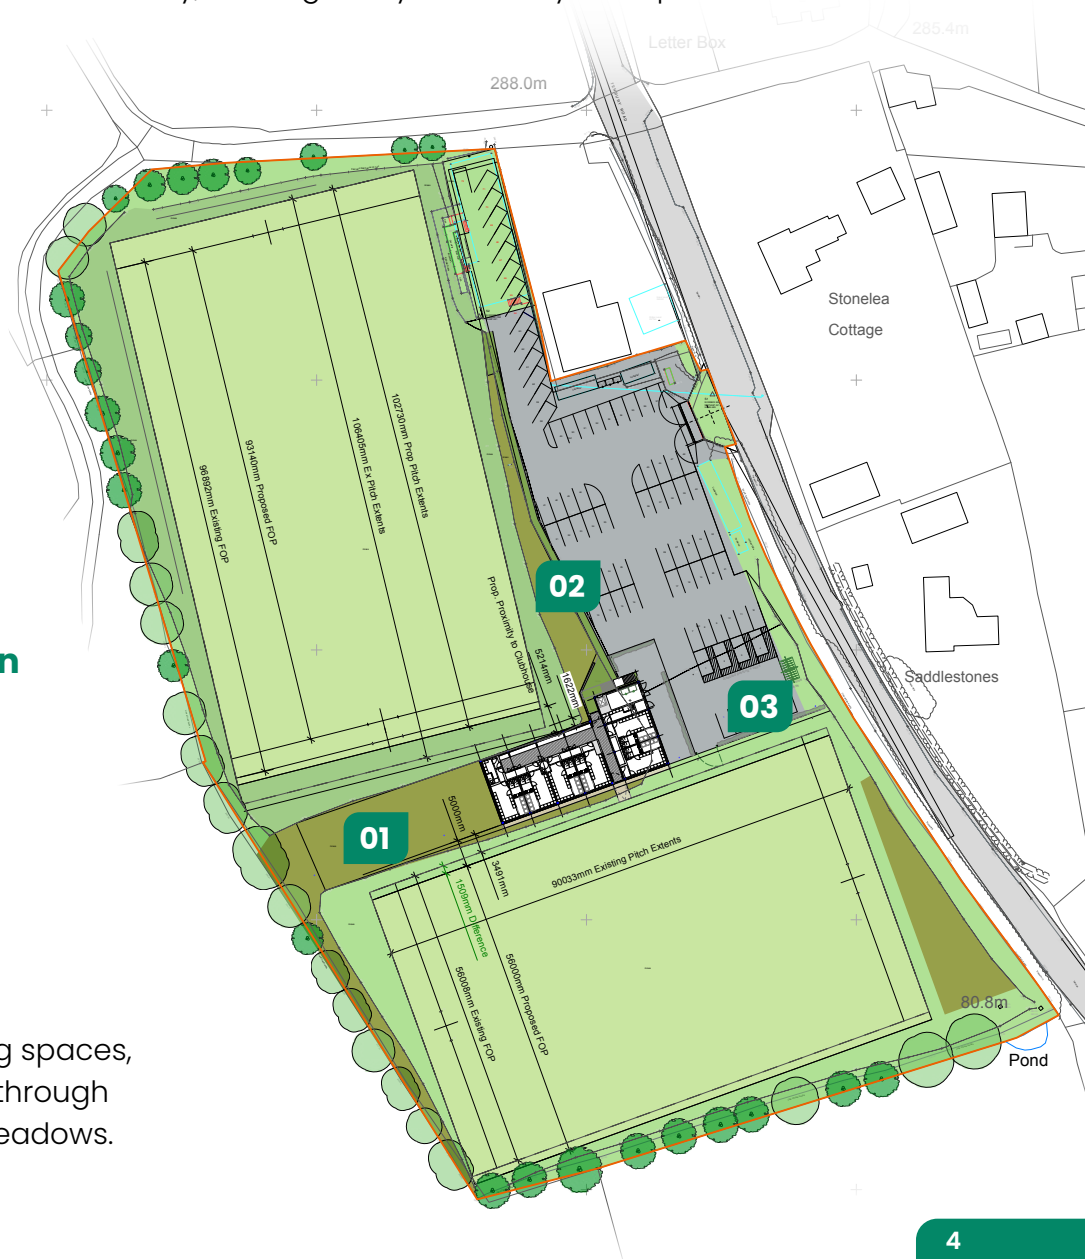 Letter Box
285.4m
288.0m
Stonelea
Cottage
102730mm Prop Pitch Extents
106405mm Ex Pitch Extents
93140mm Proposed FOP
96892mm Existing FOP
02
Prop. Proximity to Clubhouse
5214mm
1622mm
n
Saddlestones
03
01
5000mm
3491mm
1509mm Difference
90033mm Existing Pitch Extents
56000mm Proposed FOP
56008mm Existing FOP
80.8m
Pond
g spaces,
through
eadows.
4